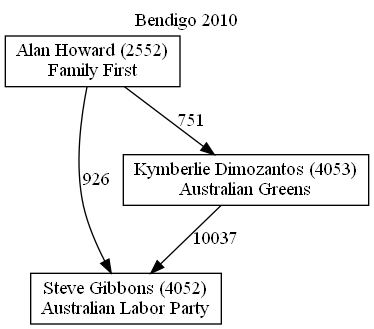 Bendigo 2010
Alan Howard (2552)
Family First
751
Kymberlie Dimozantos (4053)
Australian Greens
926
10037
Steve Gibbons (4052)
Australian Labor Party